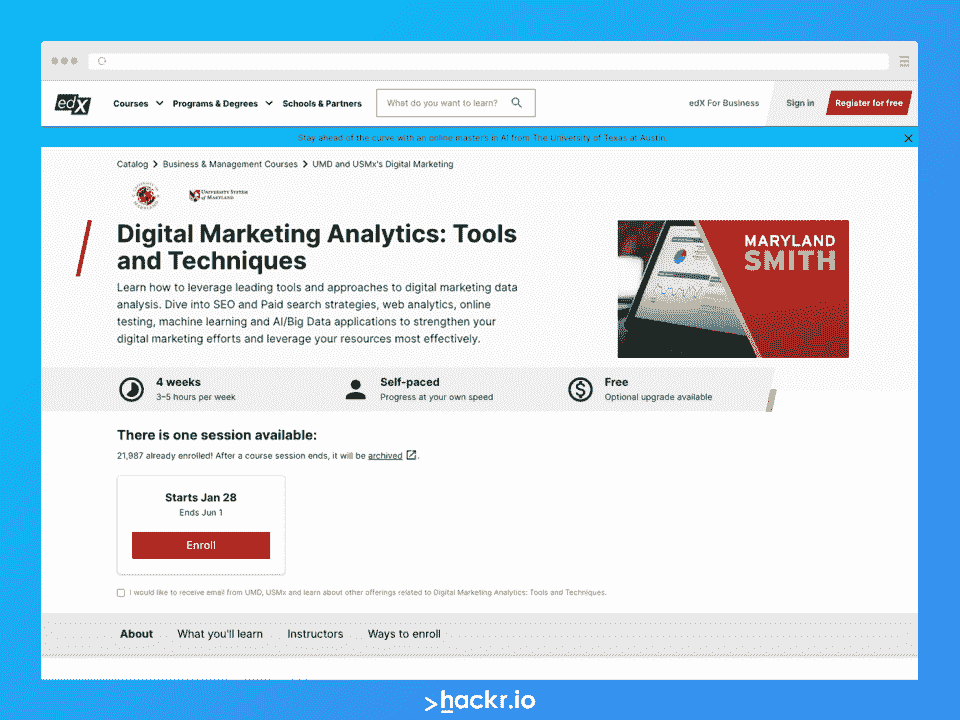 edX
Courses
Programs & Degrees
Schools & Partners
What do you want to learn?
edX For Business
Sign in
Register for free
Stay ahead of the curve with an online master's in AI from The University of Texas at Austin.
Catalog
Business & Management Courses
UMD and USMx's Digital Marketing
UNIVERSITY SYSTEM
of MARYLAND
Digital Marketing Analytics: Tools
and Techniques
Learn how to leverage leading tools and approaches to digital marketing data
analysis. Dive into SEO and Paid search strategies, web analytics, online
testing, machine learning and AI/Big Data applications to strengthen your
digital marketing efforts and leverage your resources most effectively.
MARYLAND
SMITH
4 weeks
3–5 hours per week
Self-paced
Progress at your own speed
Free
Optional upgrade available
There is one session available:
21,987 already enrolled! After a course session ends, it will be archived.
Starts Jan 28
Ends Jun 1
Enroll
I would like to receive email from UMD, USMx and learn about other offerings related to Digital Marketing Analytics: Tools and Techniques.
About
What you'll learn
Instructors
Ways to enroll
>hackr.io